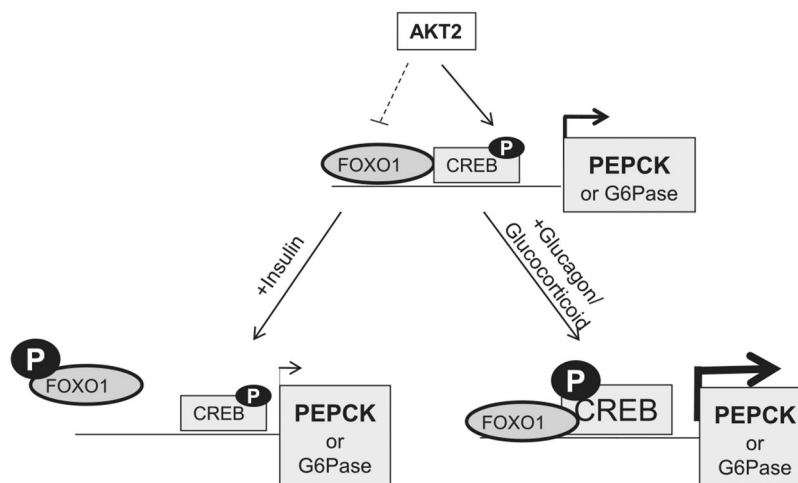 AKT2
P
FOXO1
CREB
PEPCK
or G6Pase
+Insulin
+Glucagon/
Glucocorticoid
P
FOXO1
P
CREB
PEPCK
or
G6Pase
P
FOXO1
CREB
PEPCK
or
G6Pase